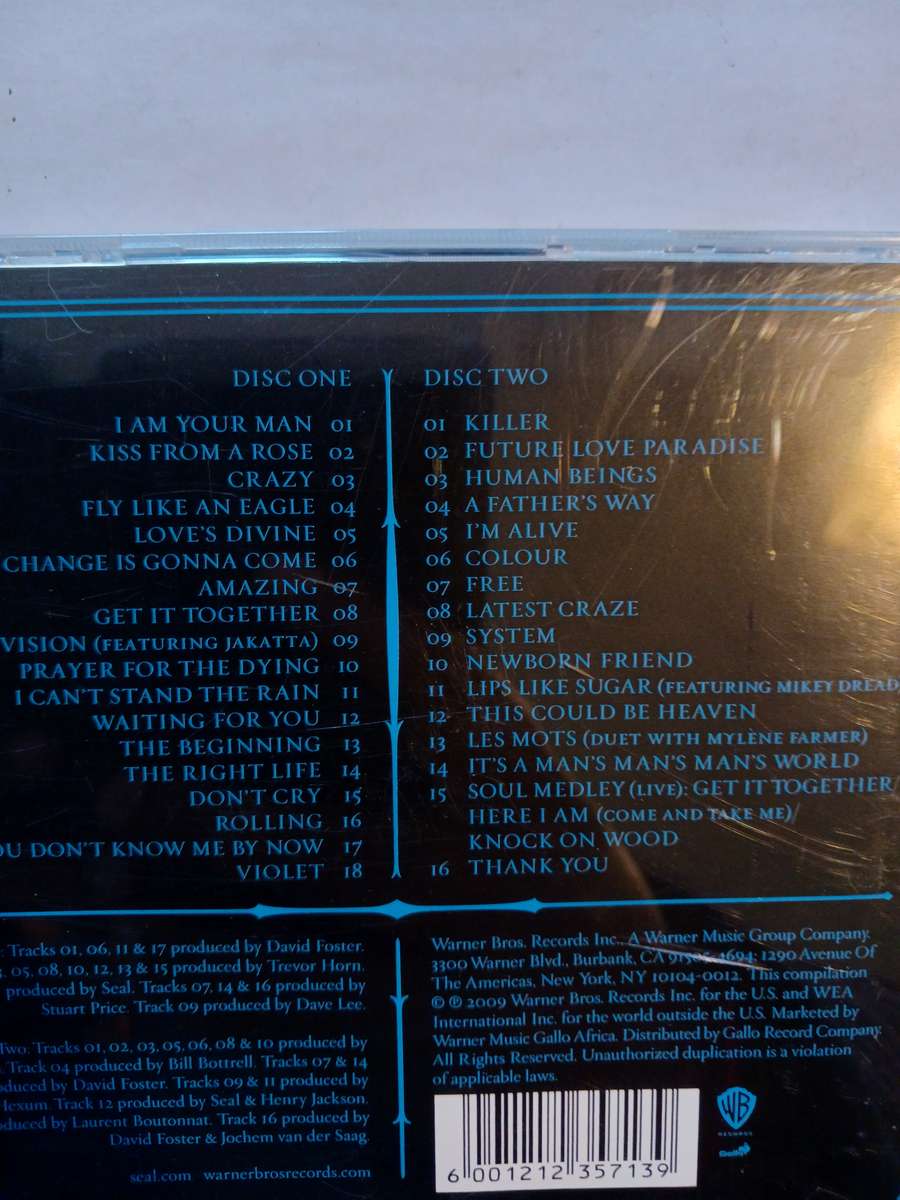 DISC ONE
I AM YOUR MAN 01
KISS FROM A ROSE 02
CRAZY 03
FLY LIKE AN EAGLE 04
LOVE'S DIVINE 05
CHANGE IS GONNA COME 06
AMAZING 07
GET IT TOGETHER 08
VISION (FEATURING JAKATTA) 09
PRAYER FOR THE DYING 10
I CAN'T STAND THE RAIN 11
WAITING FOR YOU 12
THE BEGINNING 13
THE RIGHT LIFE 14
DON'T CRY 15
ROLLING 16
OU DON'T KNOW ME BY NOW 17
VIOLET 18
DISC TWO
01 KILLER
02 FUTURE LOVE PARADISE
03 HUMAN BEINGS
04 A FATHER'S WAY
05 I'M ALIVE
06 COLOUR
07 FREE
08 LATEST CRAZE
09 SYSTEM
10 NEWBORN FRIEND
11 LIPS LIKE SUGAR (FEATURING MIKEY DREAD
12 THIS COULD BE HEAVEN
13 LES MOTS (DUET WITH MYLÈNE FARMER)
14 IT'S A MAN'S MAN'S MAN'S WORLD
15 SOUL MEDLEY (LIVE): GET IT TOGETHER/
HERE I AM (COME AND TAKE ME)/
KNOCK ON WOOD
16 THANK YOU
: Tracks 01, 06, 11 & 17 produced by David Foster.
, 05, 08, 10, 12, 13 & 15 produced by Trevor Horn.
produced by Seal. Tracks 07, 14 & 16 produced by
Stuart Price. Track 09 produced by Dave Lee.
Two. Tracks 01, 02, 03, 05, 06, 08 & 10 produced by
. Track 04 produced by Bill Bottrell. Tracks 07 & 14
oduced by David Foster. Tracks 09 & 11 produced by
Hexum Track 12 produced by Seal & Henry Jackson.
oduced by Laurent Boutonnat. Track 16 produced by
David Foster & Jochem van der Saag.
seal.com warnerbrosrecords.com
Warner Bros. Records Inc., A Warner Music Group Company.
3300 Warner Blvd., Burbank, CA 4694; 1290 Avenue Of
The Americas, New York, NY 10104-0012. This compilation
© ℗ 2009 Warner Bros. Records Inc. for the U.S. and WEA
International Inc. for the world outside the U.S. Marketed by
Warner Music Gallo Africa. Distributed by Gallo Record Company.
All Rights Reserved. Unauthorized duplication is a violation
of applicable laws.
6 001212 357139
WB
RECORDS
Gallo